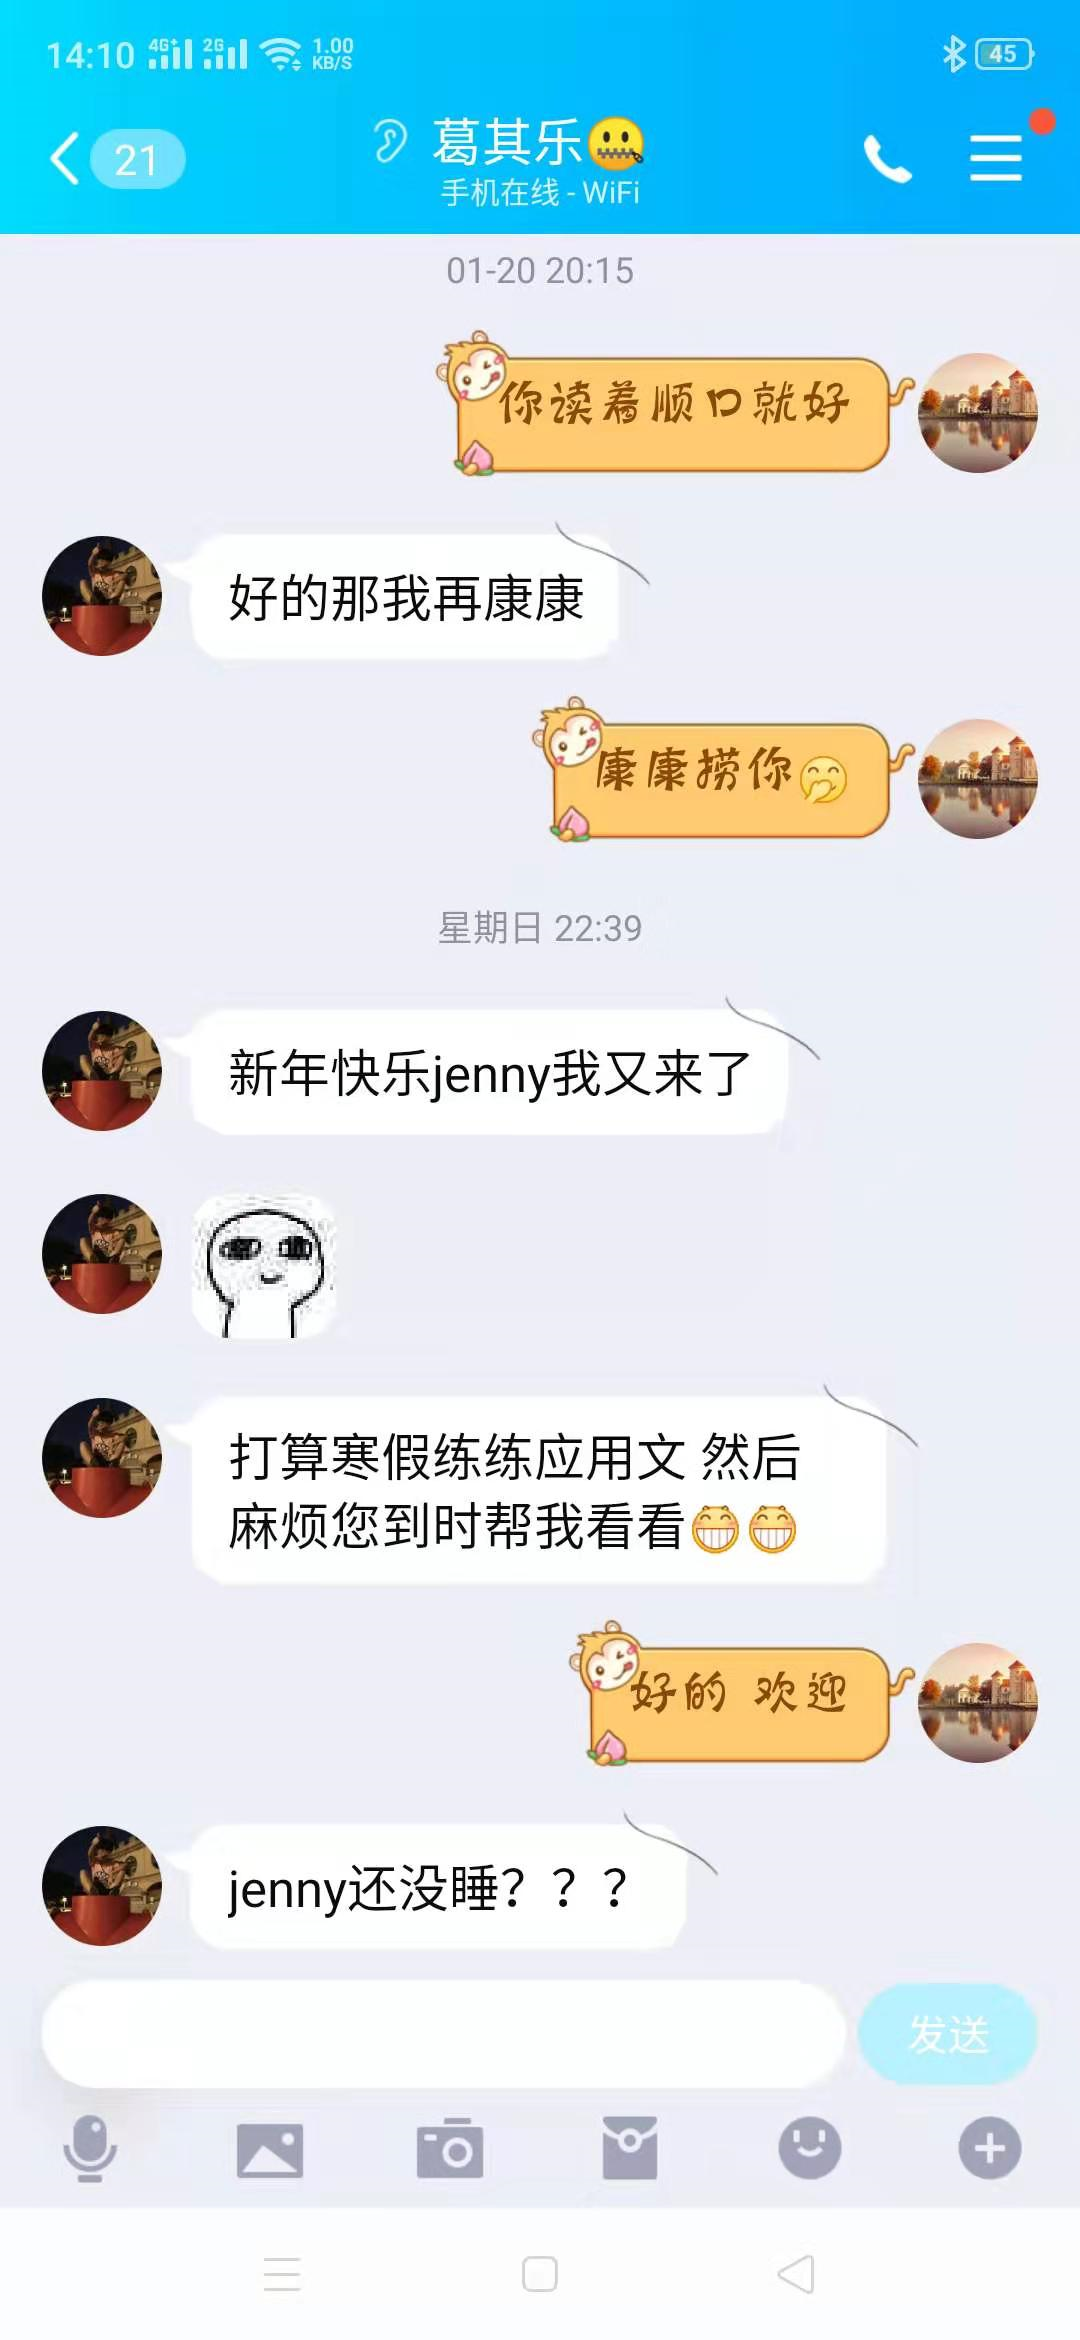 14:10 4G+ 2G 1.00 KB/S 45
21 葛其乐
手机在线 - WiFi
01-20 20:15
你读着顺口就好
好的那我再康康
康康捞你
星期日 22:39
新年快乐jenny我又来了
打算寒假练练应用文 然后
麻烦您到时帮我看看
好的 欢迎
jenny还没睡？？？
发送